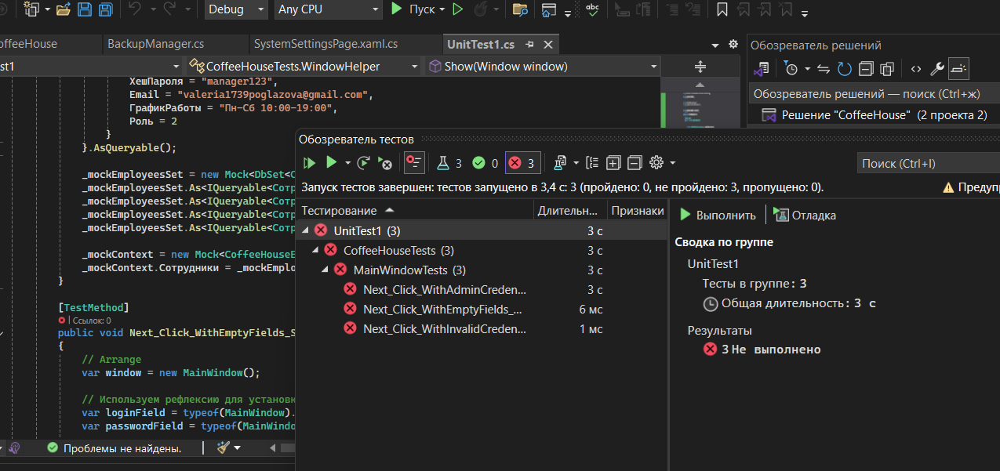 Debug
Any CPU
Пуск
abc
offeeHouse
BackupManager.cs
SystemSettingsPage.xaml.cs
UnitTest1.cs
Обозреватель решений
st1
CoffeeHouseTests.WindowHelper
Show(Window window)
Обозреватель решений — поиск (Ctrl+ж)
Решение "CoffeeHouse" (2 проекта 2)
ХешПароля = "manager123",
Email = "valeria1739poglazova@gmail.com",
ГрафикРаботы = "Пн-Сб 10:00-19:00",
Роль = 2
}
}.AsQueryable();
_mockEmployeesSet = new Mock<DbSet<С
_mockEmployeesSet.As<IQueryable<Сотр
_mockEmployeesSet.As<IQueryable<Сотр
_mockEmployeesSet.As<IQueryable<Сотр
_mockEmployeesSet.As<IQueryable<Сотр
_mockContext = new Mock<CoffeeHouseE
_mockContext.Сотрудники = _mockEmplo
}
[TestMethod]
| Ссылок: 0
public void Next_Click_WithEmptyFields_S
{
// Arrange
var window = new MainWindow();
// Используем рефлексию для установк
var loginField = typeof(MainWindow).
var passwordField = typeof(MainWindo
Проблемы не найдены.
Обозреватель тестов
3
0
3
Поиск (Ctrl+I)
Запуск тестов завершен: тестов запущено в 3,4 с: 3 (пройдено: 0, не пройдено: 3, пропущено: 0).
Предупр
Тестирование
Длительн...
Признаки
UnitTest1 (3)
3 с
CoffeeHouseTests (3)
3 с
MainWindowTests (3)
3 с
Next_Click_WithAdminCreden...
3 с
Next_Click_WithEmptyFields_...
6 мс
Next_Click_WithInvalidCreden...
1 мс
Выполнить
Отладка
Сводка по группе
UnitTest1
Тесты в группе: 3
Общая длительность: 3 с
Результаты
3 Не выполнено